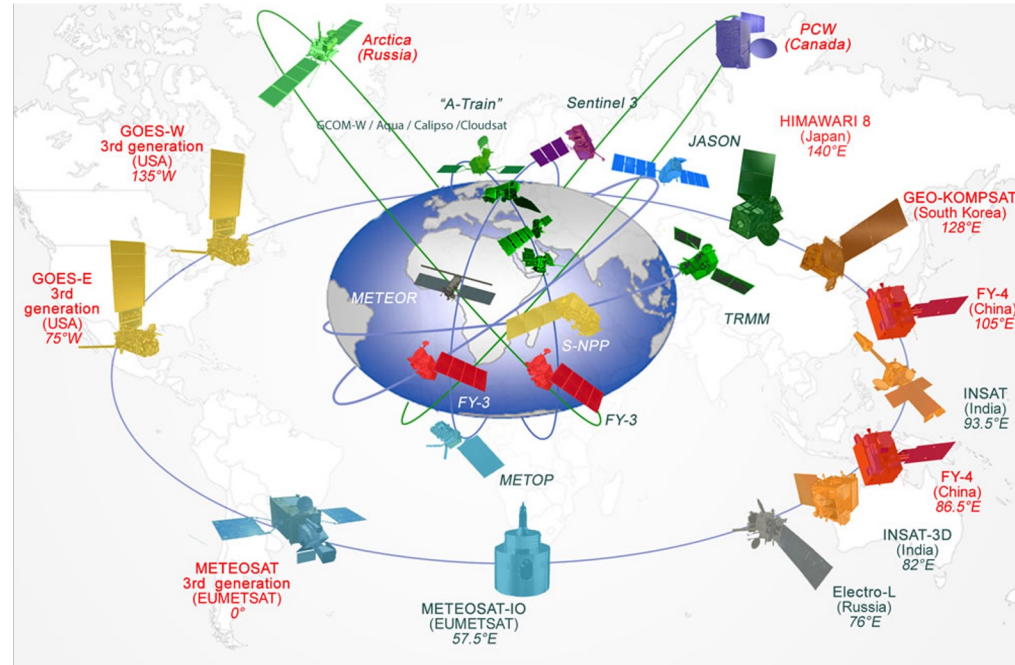 Arctica
(Russia)
PCW
(Canada)
"A-Train"
GCOM-W / Aqua / Calipso /Cloudsat
Sentinel 3
JASON
HIMAWARI 8
(Japan)
140°E
GOES-W
3rd generation
(USA)
135°W
GEO-KOMPSAT
(South Korea)
128°E
GOES-E
3rd
generation
(USA)
75°W
METEOR
TRMM
FY-4
(China)
105°E
S-NPP
FY-3
FY-3
INSAT
(India)
93.5°E
METOP
FY-4
(China)
86.5°E
INSAT-3D
(India)
82°E
METEOSAT
3rd generation
(EUMETSAT)
0°
METEOSAT-IO
(EUMETSAT)
57.5°E
Electro-L
(Russia)
76°E